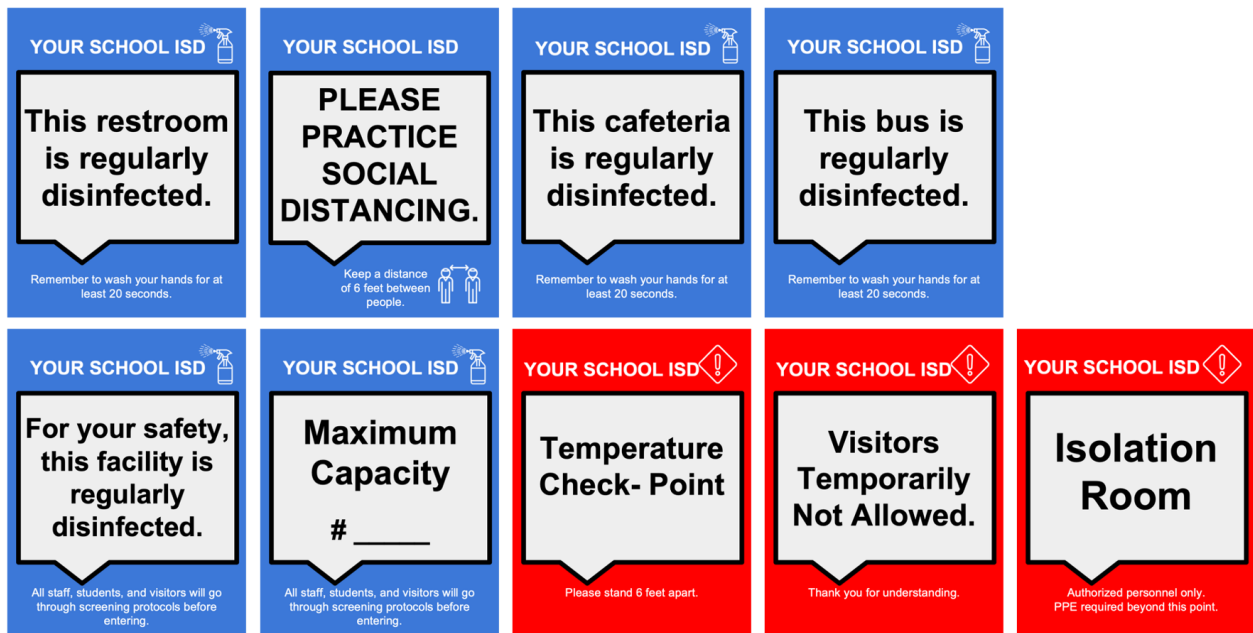 YOUR SCHOOL ISD
This restroom
is regularly
disinfected.
Remember to wash your hands for at
least 20 seconds.
YOUR SCHOOL ISD
PLEASE
PRACTICE
SOCIAL
DISTANCING.
Keep a distance
of 6 feet between
people.
YOUR SCHOOL ISD
This cafeteria
is regularly
disinfected.
Remember to wash your hands for at
least 20 seconds.
YOUR SCHOOL ISD
This bus is
regularly
disinfected.
Remember to wash your hands for at
least 20 seconds.
YOUR SCHOOL ISD
For your safety,
this facility is
regularly
disinfected.
All staff, students, and visitors will go
through screening protocols before
entering.
YOUR SCHOOL ISD
Maximum
Capacity
# _____
All staff, students, and visitors will go
through screening protocols before
entering.
YOUR SCHOOL ISD
Temperature
Check- Point
Please stand 6 feet apart.
YOUR SCHOOL ISD
Visitors
Temporarily
Not Allowed.
Thank you for understanding.
YOUR SCHOOL ISD
Isolation
Room
Authorized personnel only.
PPE required beyond this point.